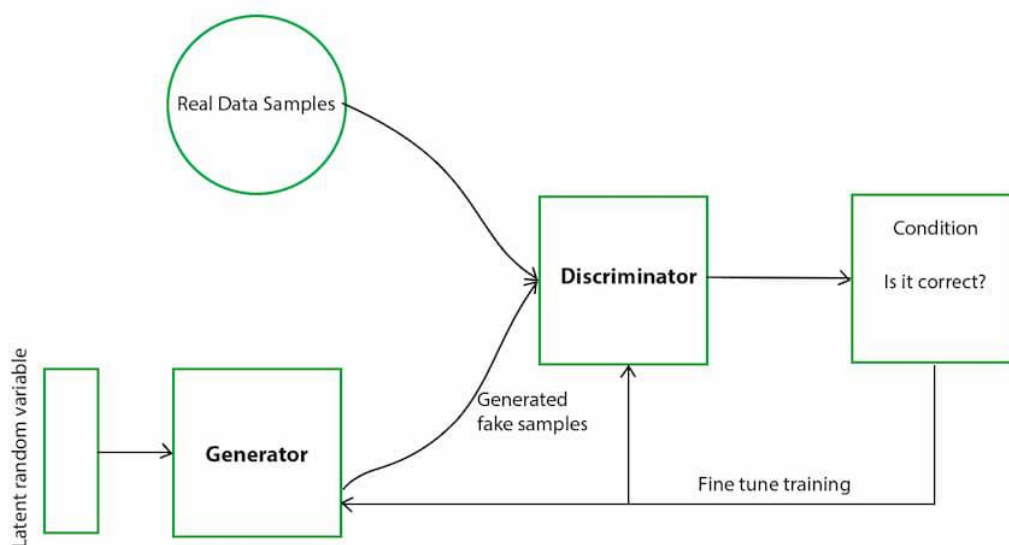 Real Data Samples
Condition
Is it correct?
Discriminator
Latent random variable
Generator
Generated
fake samples
Fine tune training